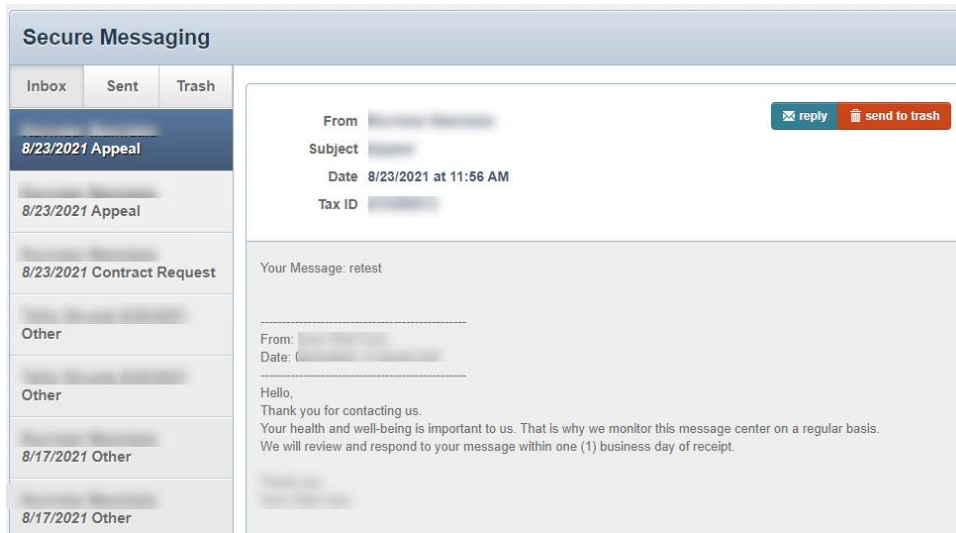 Secure Messaging
Inbox Sent Trash
8/23/2021 Appeal
8/23/2021 Appeal
8/23/2021 Contract Request
Other
Other
8/17/2021 Other
8/17/2021 Other
reply send to trash
From
Subject
Date 8/23/2021 at 11:56 AM
Tax ID
Your Message: retest
------------------------------------------------
From:
Date:
------------------------------------------------
Hello,
Thank you for contacting us.
Your health and well-being is important to us. That is why we monitor this message center on a regular basis.
We will review and respond to your message within one (1) business day of receipt.